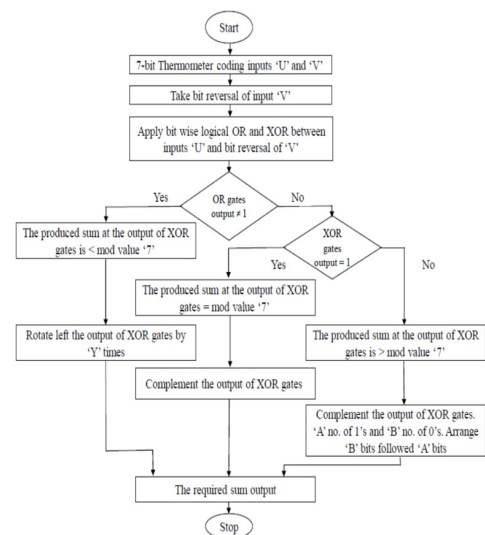 Start
7-bit Thermometer coding inputs ‘U’ and ‘V’
Take bit reversal of input ‘V’
Apply bit wise logical OR and XOR between
inputs ‘U’ and bit reversal of ‘V’
OR gates
output ≠ 1
Yes
No
The produced sum at the output of XOR
gates is < mod value ‘7’
XOR
gates
output = 1
Yes
No
The produced sum at the output of XOR
gates = mod value ‘7’
Rotate left the output of XOR gates by
‘Y’ times
The produced sum at the output of XOR
gates is > mod value ‘7’
Complement the output of XOR gates
Complement the output of XOR gates.
‘A’ no. of 1’s and ‘B’ no. of 0’s. Arrange
‘B’ bits followed ‘A’ bits
The required sum output
Stop